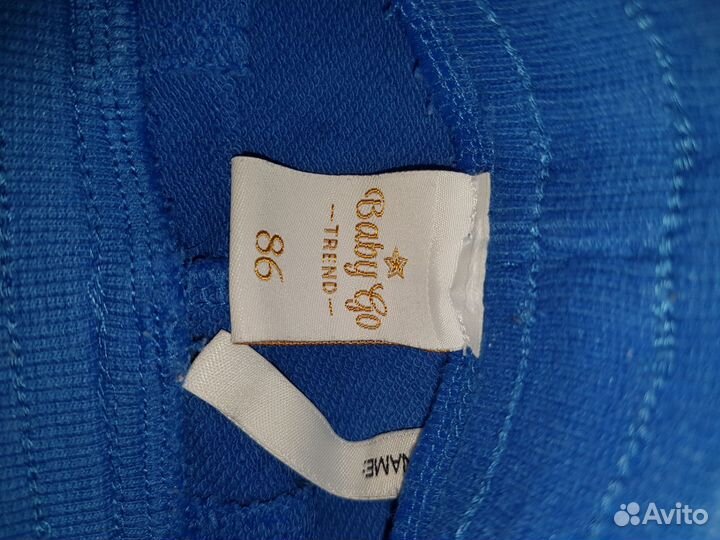 Baby Go
— TREND —
86
NAME:
Avito